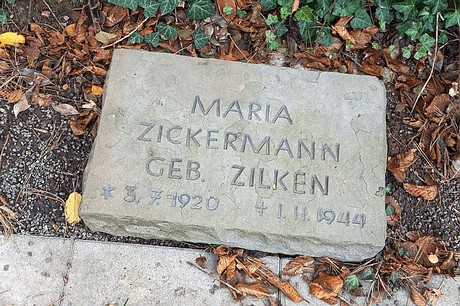 MARIA
ZICKERMANN
GEB. ZILKEN
* 3.7.1920 + 1.11.1944